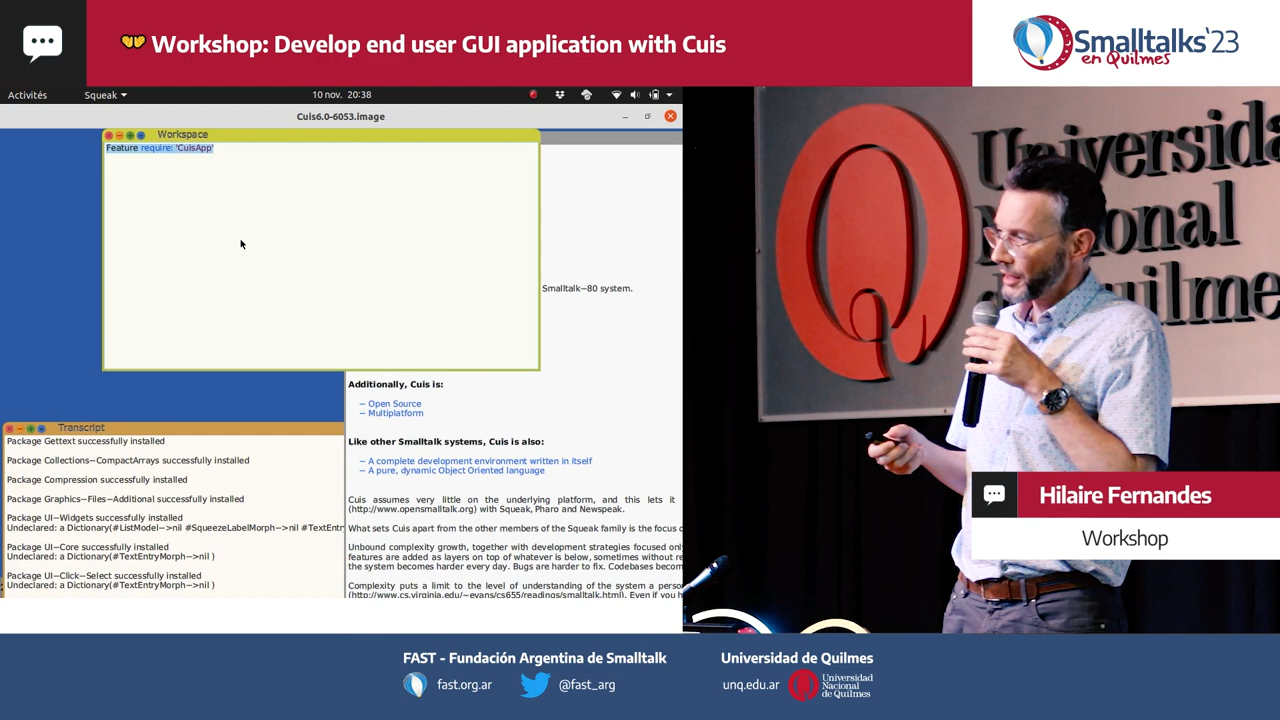 Workshop: Develop end user GUI application with Cuis
Smalltalks'23
en Quilmes
Activités
Squeak
10 nov. 20:38
Cuis6.0-6053.image
Workspace
Feature require: 'CuisApp'
Smalltalk−80 system.
Additionally, Cuis is:
− Open Source
− Multiplatform
Like other Smalltalk systems, Cuis is also:
− A complete development environment written in itself
− A pure, dynamic Object Oriented language
Cuis assumes very little on the underlying platform, and this lets it
(http://www.opensmalltalk.org) with Squeak, Pharo and Newspeak.
What sets Cuis apart from the other members of the Squeak family is the focus o
Unbound complexity growth, together with development strategies focused only
features are added as layers on top of whatever is below, sometimes without re
the system becomes harder every day. Bugs are harder to fix. Codebases becom
Complexity puts a limit to the level of understanding of the system a perso
(http://www.cs.virginia.edu/~evans/cs655/readings/smalltalk.html). Even if you h
Transcript
Package Gettext successfully installed
Package Collections−CompactArrays successfully installed
Package Compression successfully installed
Package Graphics−Files−Additional successfully installed
Package UI−Widgets successfully installed
Undeclared: a Dictionary(#ListModel−>nil #SqueezeLabelMorph−>nil #TextEntr
Package UI−Core successfully installed
Undeclared: a Dictionary(#TextEntryMorph−>nil )
Package UI−Click−Select successfully installed
Undeclared: a Dictionary(#TextEntryMorph−>nil )
Universida
Nacional
de Quilme
Hilaire Fernandes
Workshop
FAST - Fundación Argentina de Smalltalk
fast.org.ar
@fast_arg
Universidad de Quilmes
unq.edu.ar
Universidad
Nacional
de Quilmes